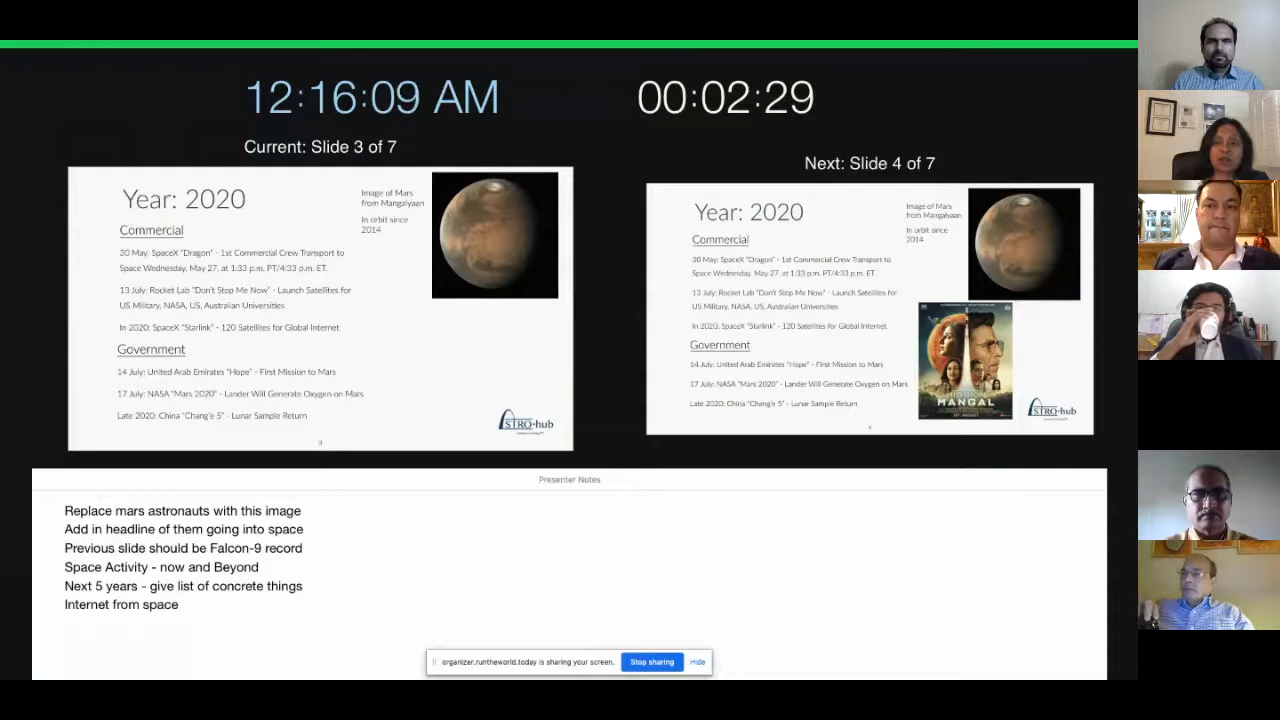 12:16:09 AM
00:02:29
Current: Slide 3 of 7
Next: Slide 4 of 7
Year: 2020
Image of Mars
from Mangalyaan
In orbit since
2014
Commercial
30 May: SpaceX "Dragon" - 1st Commercial Crew Transport to
Space Wednesday, May 27, at 1:33 p.m. PT/4:33 p.m. ET.
13 July: Rocket Lab "Don't Stop Me Now" - Launch Satellites for
US Military, NASA, US, Australian Universities
In 2020: SpaceX "Starlink" - 120 Satellites for Global Internet
Government
14 July: United Arab Emirates "Hope" - First Mission to Mars
17 July: NASA "Mars 2020" - Lander Will Generate Oxygen on Mars
Late 2020: China "Chang'e 5" - Lunar Sample Return
STRO-hub
3
Year: 2020
Image of Mars
from Mangalyaan
In orbit since
2014
Commercial
30 May: SpaceX "Dragon" - 1st Commercial Crew Transport to
Space Wednesday, May 27, at 1:33 p.m. PT/4:33 p.m. ET.
13 July: Rocket Lab "Don't Stop Me Now" - Launch Satellites for
US Military, NASA, US, Australian Universities
In 2020: SpaceX "Starlink" - 120 Satellites for Global Internet
Government
14 July: United Arab Emirates "Hope" - First Mission to Mars
17 July: NASA "Mars 2020" - Lander Will Generate Oxygen on Mars
Late 2020: China "Chang'e 5" - Lunar Sample Return
MISSION
MANGAL
STRO-hub
4
Presenter Notes
Replace mars astronauts with this image
Add in headline of them going into space
Previous slide should be Falcon-9 record
Space Activity - now and Beyond
Next 5 years - give list of concrete things
Internet from space
organizer.runtheworld.today is sharing your screen.
Stop sharing
Hide